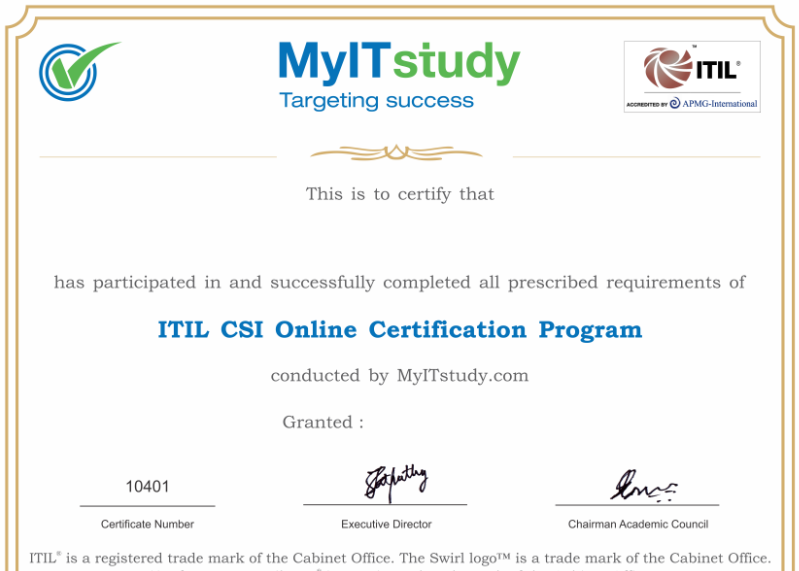 MyITstudy
Targeting success
ITIL®
ACCREDITED BY APMG-International
This is to certify that
has participated in and successfully completed all prescribed requirements of
ITIL CSI Online Certification Program
conducted by MyITstudy.com
Granted :
10401
Certificate Number
Executive Director
Chairman Academic Council
ITIL® is a registered trade mark of the Cabinet Office. The Swirl logo™ is a trade mark of the Cabinet Office.